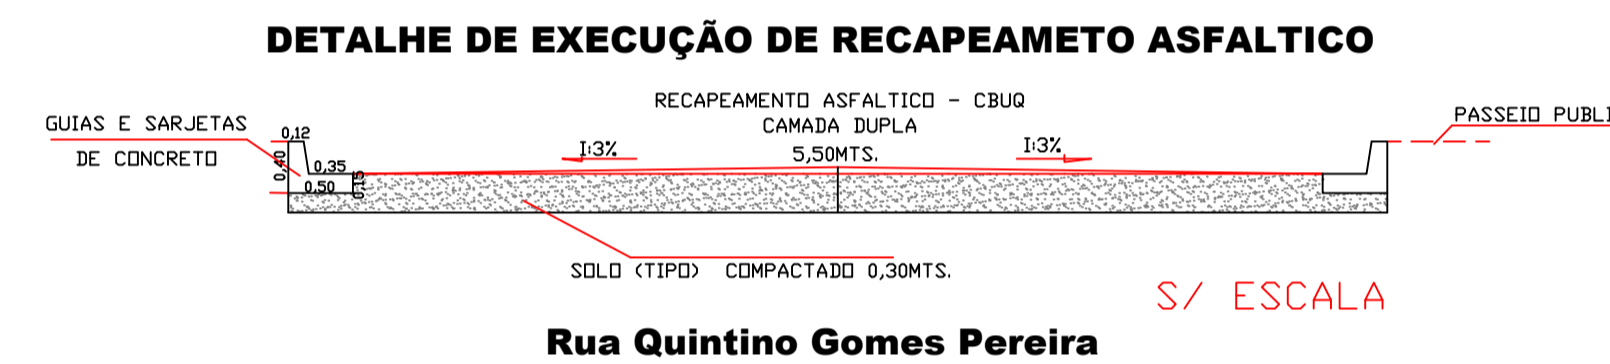 DETALHE DE EXECUÇÃO DE RECAPEAMETO ASFALTICO
RECAPEAMENTO ASFALTICO - CBUQ
CAMADA DUPLA
5,50MTS.
GUIAS E SARJETAS
DE CONCRETO
0,12
0,40
0,35
0,50
0,15
I:3%
I:3%
PASSEIO PUBLI
SOLO (TIPO) COMPACTADO 0,30MTS.
S/ ESCALA
Rua Quintino Gomes Pereira